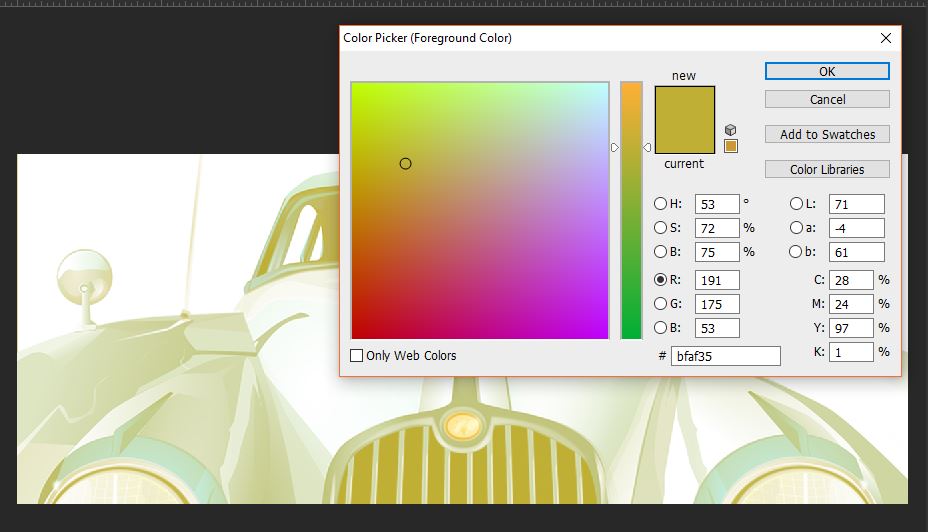 Color Picker (Foreground Color)
new
current
OK
Cancel
Add to Swatches
Color Libraries
H: 53 °
S: 72 %
B: 75 %
R: 191
G: 175
B: 53
# bfaf35
L: 71
a: -4
b: 61
C: 28 %
M: 24 %
Y: 97 %
K: 1 %
Only Web Colors